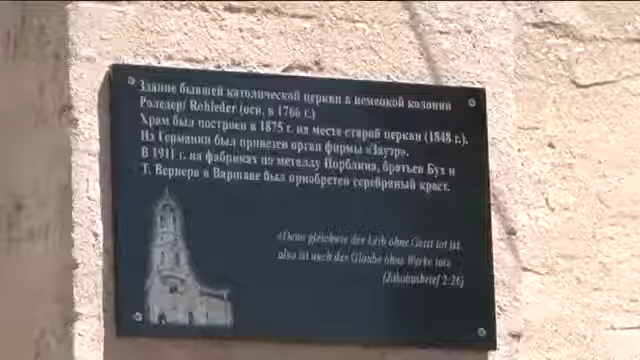 Здание бывшей католической церкви в немецкой колонии
Роледер/ Rohleder (осн. в 1766 г.)
Храм был построен в 1875 г. на месте старой церкви (1848 г.).
Из Германии был привезен орган фирмы «Зауэр».
В 1911 г. на фабриках по металлу Норблина, братьев Бух и
Т. Вернера в Варшаве был приобретен серебряный крест.
«Denn gleichwie der Leib ohne Geist tot ist,
also ist auch der Glaube ohne Werke tot»
(Jakobusbrief 2:26)